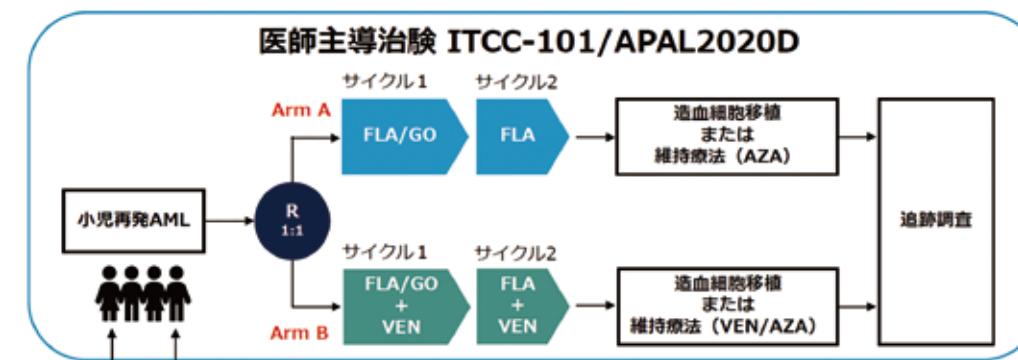 医師主導治験 ITCC-101/APAL2020D
サイクル1
サイクル2
Arm A
FLA/GO
FLA
造血細胞移植
または
維持療法（AZA）
小児再発AML
R
1:1
追跡調査
サイクル1
サイクル2
Arm B
FLA/GO
+
VEN
FLA
+
VEN
造血細胞移植
または
維持療法（VEN/AZA）